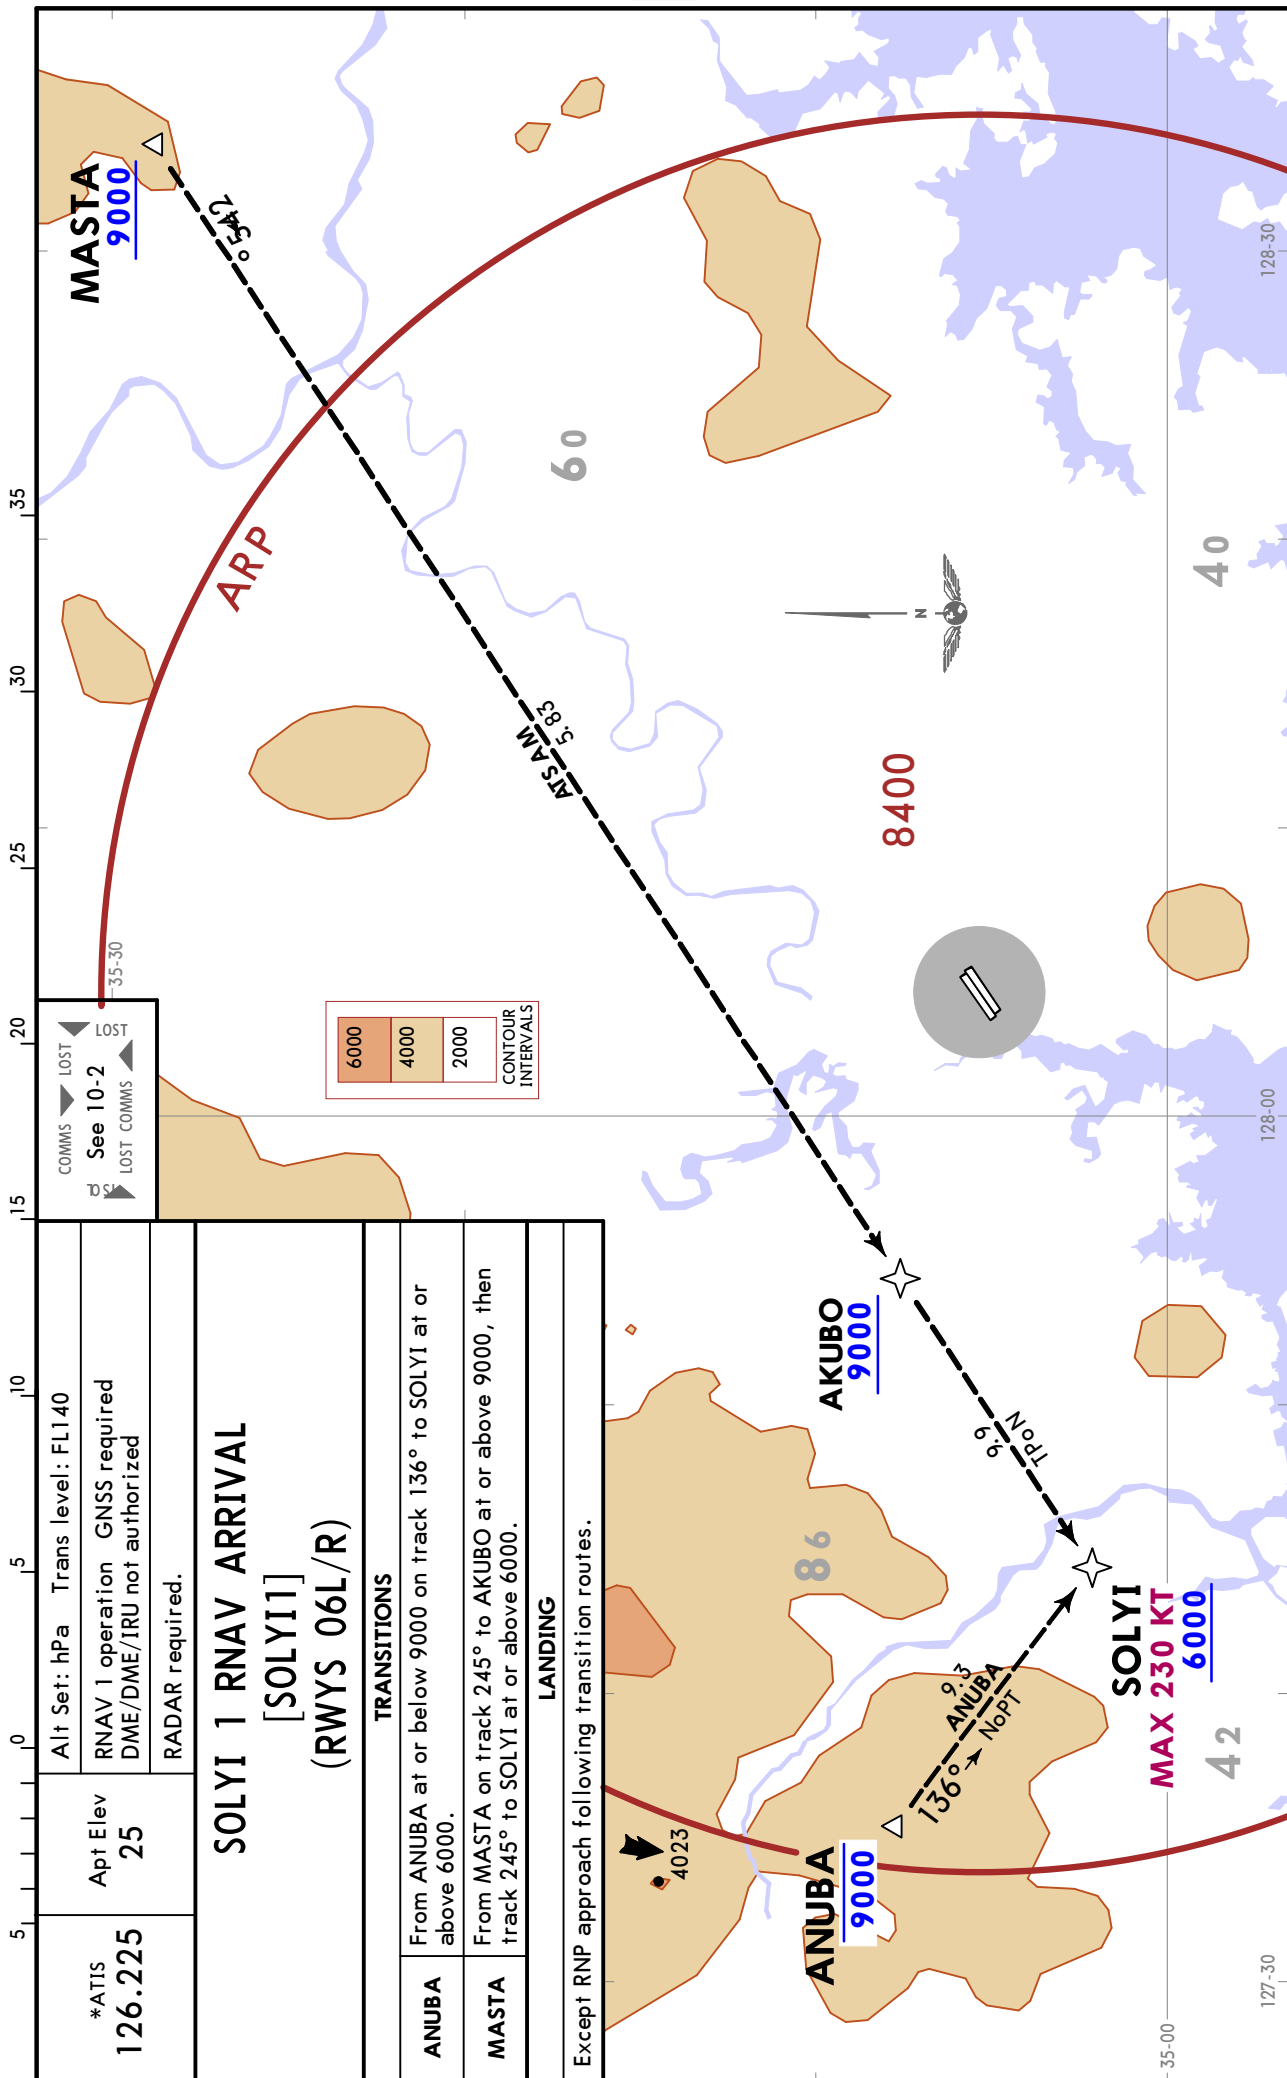 *ATIS
126.225
Apt Elev
25
Alt Set: hPa Trans level: FL140
RNAV 1 operation GNSS required
DME/DME/IRU not authorized
RADAR required.
SOLYI 1 RNAV ARRIVAL
[SOLYI1]
(RWYS 06L/R)
TRANSITIONS
ANUBA
From ANUBA at or below 9000 on track 136° to SOLYI at or
above 6000.
MASTA
From MASTA on track 245° to AKUBO at or above 9000, then
track 245° to SOLYI at or above 6000.
LANDING
Except RNP approach following transition routes.
COMMS LOST
LOST
See 10-2
LOST COMMS
5
0
5
10
15
20
25
30
35
35-30
6000
4000
2000
CONTOUR
INTERVALS
ARP
MASTA
9000
60
8400
N
40
AKUBO
9000
9.9
86
4023
ANUBA
9000
9.3
ANUBA
136°
NoPT
SOLYI
MAX 230 KT
6000
42
35-00
127-30
128-00
128-30